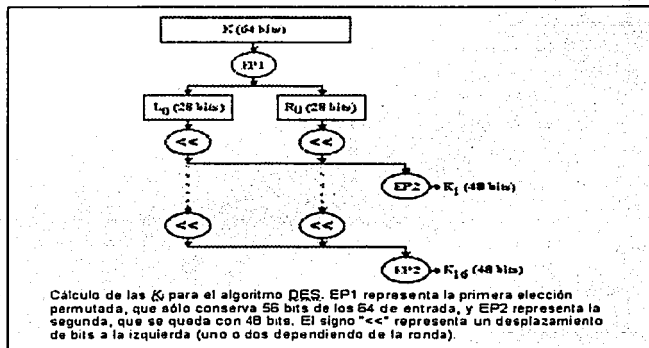 K (64 bits)
EP1
L0 (28 bits)
R0 (28 bits)
<<
<<
EP2
K1 (48 bits)
<<
<<
EP2
K16 (48 bits)
Cálculo de las Ki para el algoritmo DES. EP1 representa la primera elección
permutada, que sólo conserva 56 bits de los 64 de entrada, y EP2 representa la
segunda, que se queda con 48 bits. El signo "<<" representa un desplazamiento
de bits a la izquierda (uno o dos dependiendo de la ronda).